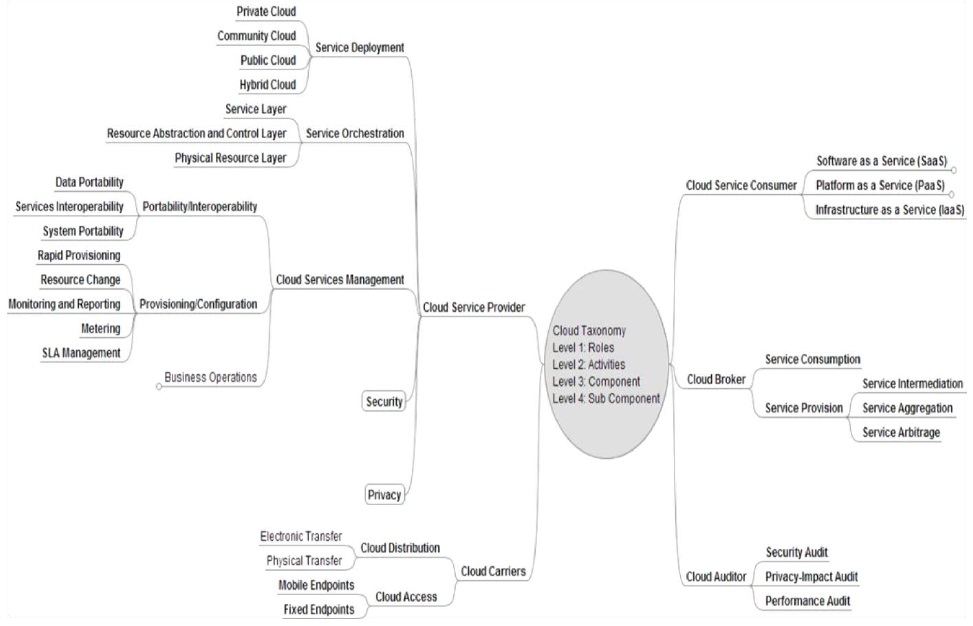 Private Cloud
Community Cloud
Public Cloud
Hybrid Cloud
Service Deployment
Service Layer
Resource Abstraction and Control Layer
Physical Resource Layer
Service Orchestration
Data Portability
Services Interoperability
System Portability
Portability/Interoperability
Rapid Provisioning
Resource Change
Monitoring and Reporting
Metering
SLA Management
Provisioning/Configuration
Business Operations
Cloud Services Management
Security
Privacy
Cloud Service Provider
Electronic Transfer
Physical Transfer
Cloud Distribution
Mobile Endpoints
Fixed Endpoints
Cloud Access
Cloud Carriers
Cloud Taxonomy
Level 1: Roles
Level 2: Activities
Level 3: Component
Level 4: Sub Component
Cloud Service Consumer
Software as a Service (SaaS)
Platform as a Service (PaaS)
Infrastructure as a Service (IaaS)
Cloud Broker
Service Consumption
Service Provision
Service Intermediation
Service Aggregation
Service Arbitrage
Cloud Auditor
Security Audit
Privacy-Impact Audit
Performance Audit